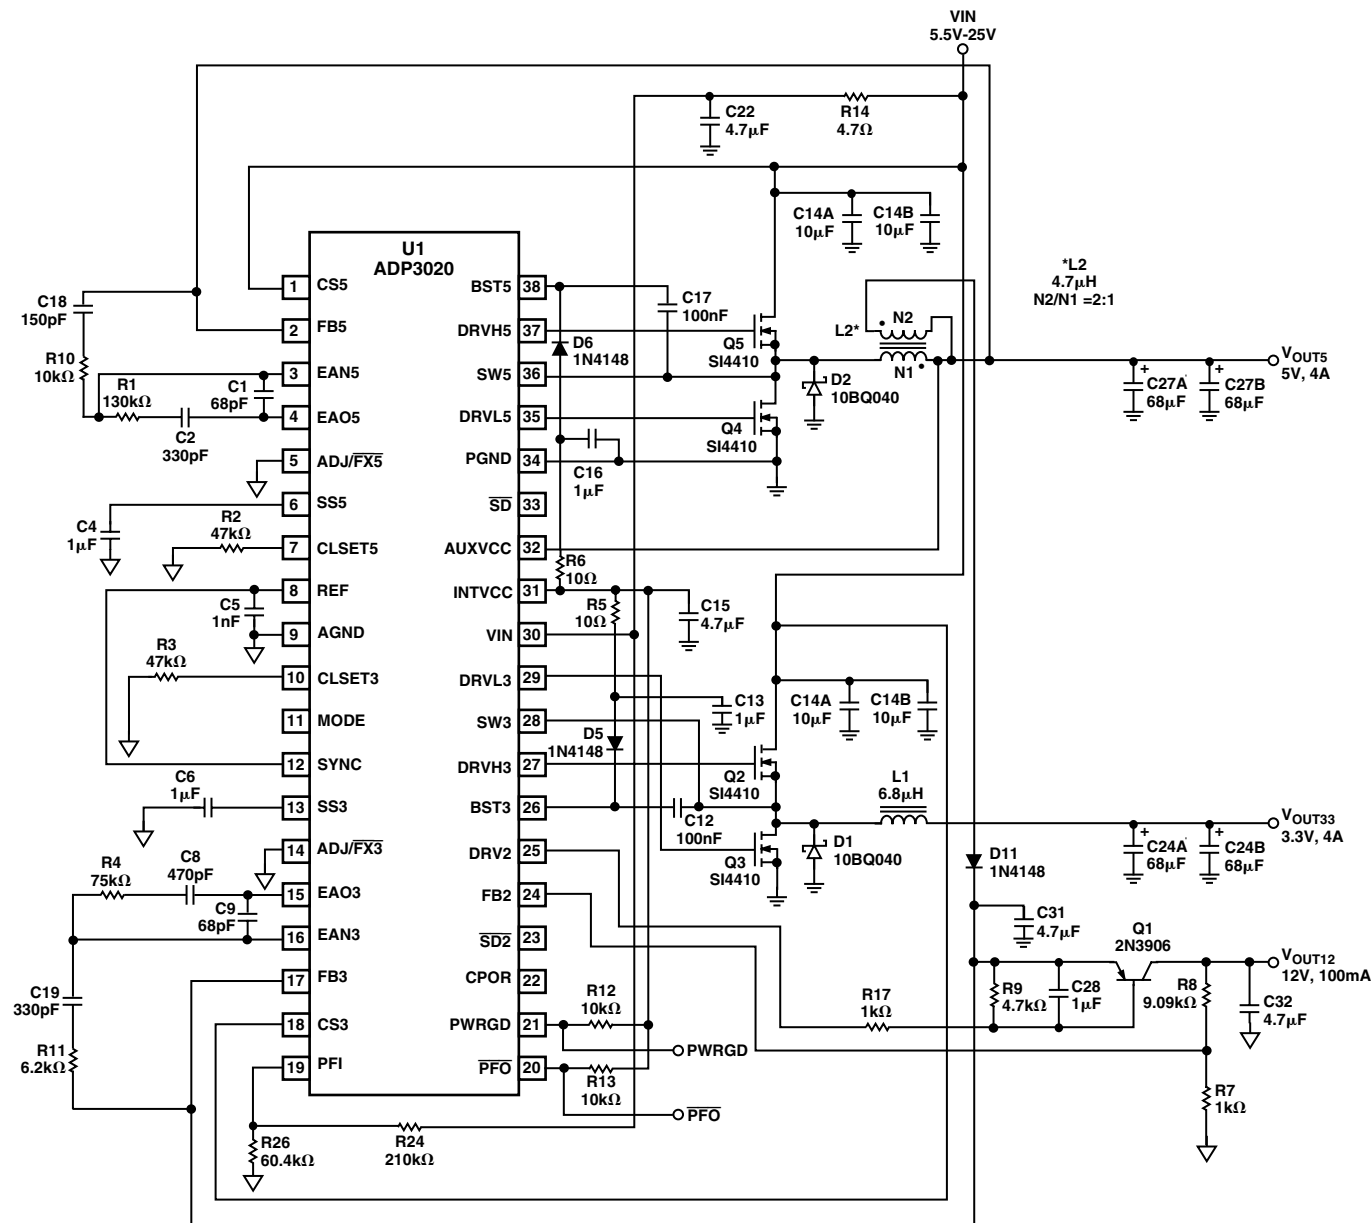 VIN
5.5V-25V
C22
4.7μF
R14
4.7Ω
C14A
10μF
C14B
10μF
*L2
4.7μH
N2/N1 =2:1
U1
ADP3020
1 CS5
2 FB5
3 EAN5
4 EAO5
5 ADJ/FX5
6 SS5
7 CLSET5
8 REF
9 AGND
10 CLSET3
11 MODE
12 SYNC
13 SS3
14 ADJ/FX3
15 EAO3
16 EAN3
17 FB3
18 CS3
19 PFI
BST5 38
DRVH5 37
SW5 36
DRVL5 35
PGND 34
SD 33
AUXVCC 32
INTVCC 31
VIN 30
DRVL3 29
SW3 28
DRVH3 27
BST3 26
DRV2 25
FB2 24
SD2 23
CPOR 22
PWRGD 21
PFO 20
C18
150pF
R10
10kΩ
R1
130kΩ
C1
68pF
C2
330pF
C4
1μF
R2
47kΩ
C5
1nF
R3
47kΩ
C6
1μF
R4
75kΩ
C8
470pF
C9
68pF
C19
330pF
R11
6.2kΩ
R26
60.4kΩ
R24
210kΩ
C17
100nF
D6
1N4148
Q5
SI4410
L2*
N2
N1
D2
10BQ040
Q4
SI4410
C16
1μF
C27A
68μF
+
C27B
68μF
+
VOUT5
5V, 4A
R6
10Ω
R5
10Ω
C15
4.7μF
C13
1μF
C14A
10μF
C14B
10μF
D5
1N4148
Q2
SI4410
L1
6.8μH
C12
100nF
Q3
SI4410
D1
10BQ040
C24A
68μF
+
C24B
68μF
+
VOUT33
3.3V, 4A
D11
1N4148
C31
4.7μF
Q1
2N3906
VOUT12
12V, 100mA
R9
4.7kΩ
C28
1μF
R8
9.09kΩ
C32
4.7μF
R17
1kΩ
R12
10kΩ
PWRGD
R13
10kΩ
PFO
R7
1kΩ